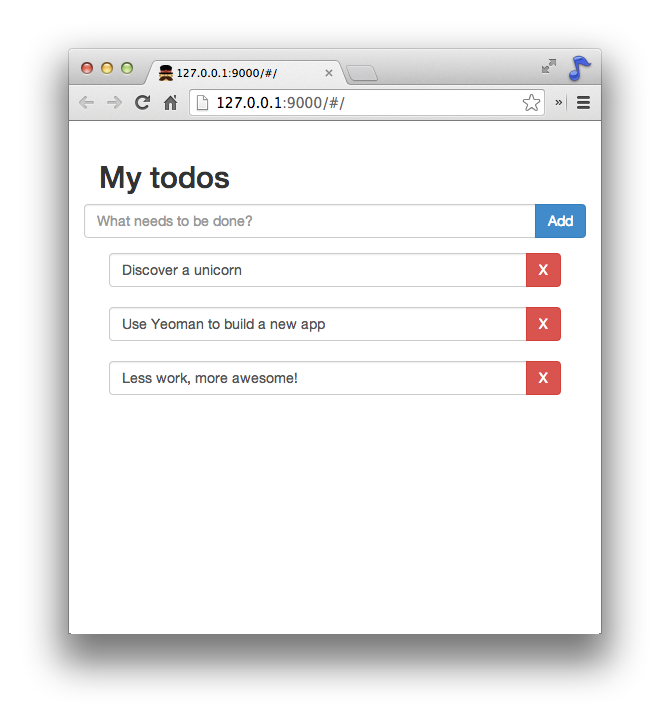 127.0.0.1:9000/#/
127.0.0.1:9000/#/
»
My todos
What needs to be done? Add
Discover a unicorn X
Use Yeoman to build a new app X
Less work, more awesome! X